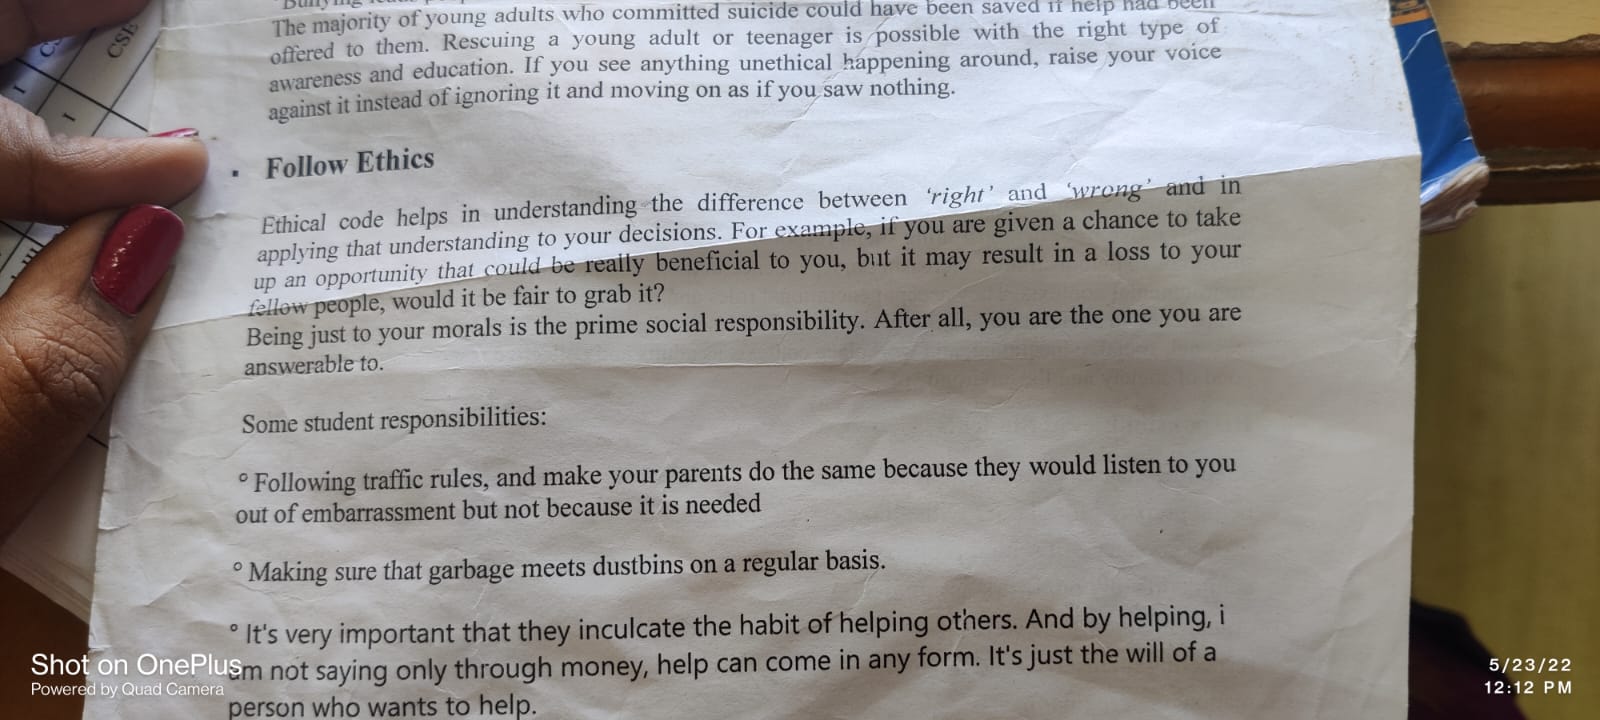 The majority of young adults who committed suicide could have been saved if help had been
offered to them. Rescuing a young adult or teenager is possible with the right type of
awareness and education. If you see anything unethical happening around, raise your voice
against it instead of ignoring it and moving on as if you saw nothing.
▪ Follow Ethics
Ethical code helps in understanding the difference between ‘right’ and ‘wrong’ and in
applying that understanding to your decisions. For example, if you are given a chance to take
up an opportunity that could be really beneficial to you, but it may result in a loss to your
fellow people, would it be fair to grab it?
Being just to your morals is the prime social responsibility. After all, you are the one you are
answerable to.
Some student responsibilities:
° Following traffic rules, and make your parents do the same because they would listen to you
out of embarrassment but not because it is needed
° Making sure that garbage meets dustbins on a regular basis.
° It's very important that they inculcate the habit of helping others. And by helping, i
am not saying only through money, help can come in any form. It's just the will of a
person who wants to help.
CSE
I
I
III
Shot on OnePlus
Powered by Quad Camera
5/23/22
12:12 PM